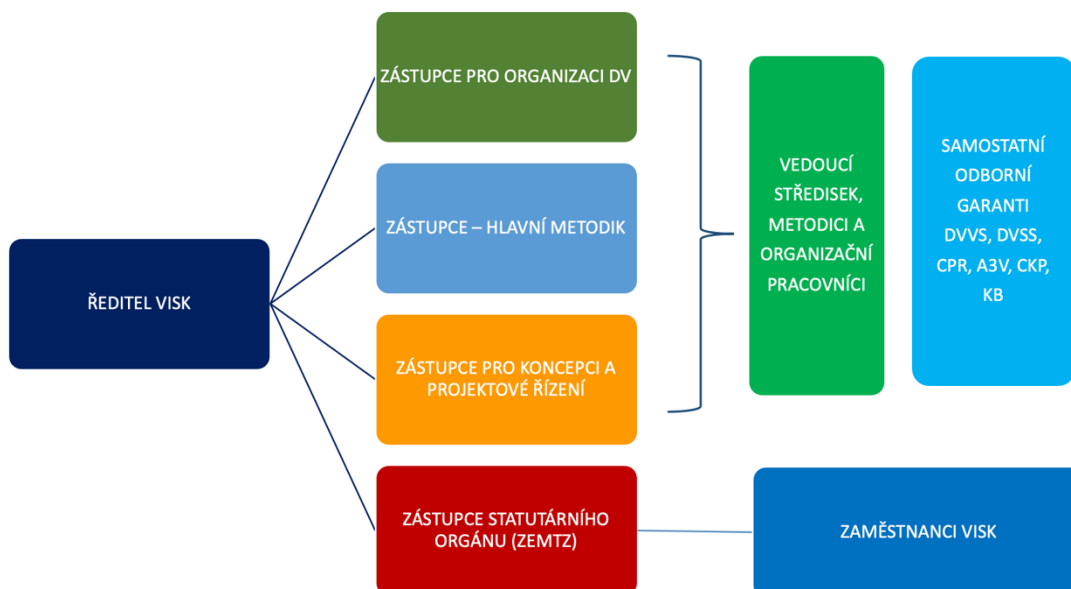 ZÁSTUPCE PRO ORGANIZACI DV
ZÁSTUPCE – HLAVNÍ METODIK
ŘEDITEL VISK
ZÁSTUPCE PRO KONCEPCI A
PROJEKTOVÉ ŘÍZENÍ
ZÁSTUPCE STATUTÁRNÍHO
ORGÁNU (ZEMTZ)
VEDOUCÍ
STŘEDISEK,
METODICI A
ORGANIZAČNÍ
PRACOVNÍCI
SAMOSTATNÍ
ODBORNÍ
GARANTI
DVVS, DVSS,
CPR, A3V, CKP,
KB
ZAMĚSTNANCI VISK